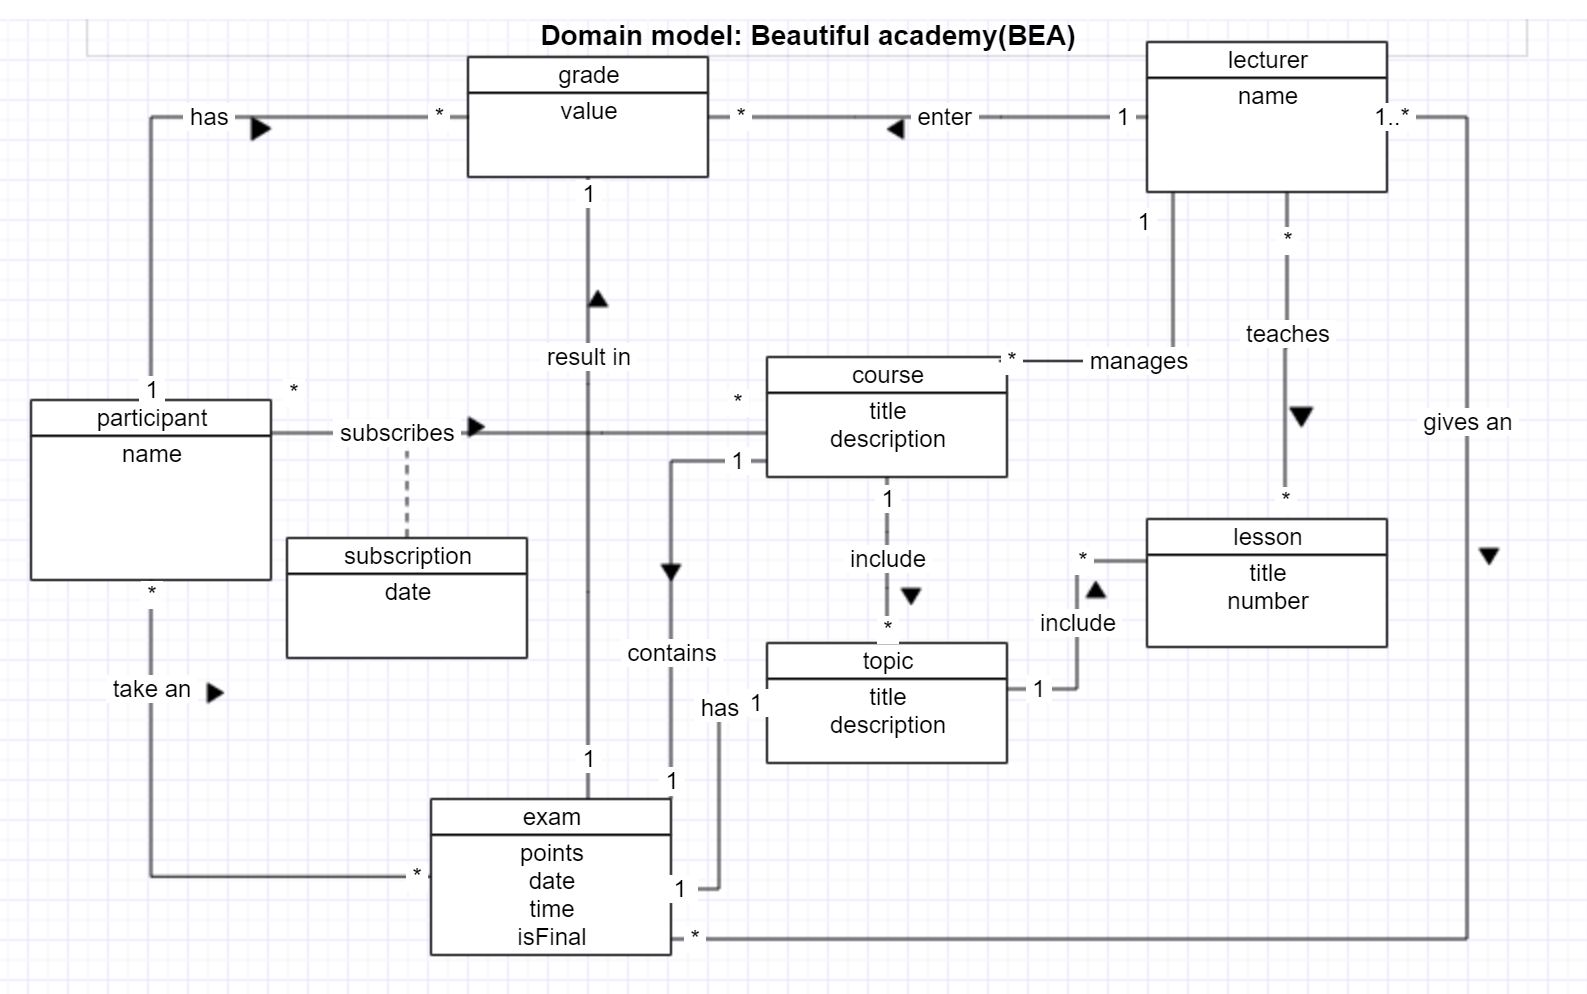 Domain model: Beautiful academy(BEA)
grade
value
lecturer
name
has
*
*
enter
1
1..*
1
1
*
teaches
result in
course
title
description
*
manages
1
*
participant
name
subscribes
*
gives an
1
1
*
lesson
title
number
subscription
date
include
*
*
include
*
contains
topic
title
description
1
take an
has
1
1
1
exam
points
date
time
isFinal
*
1
*